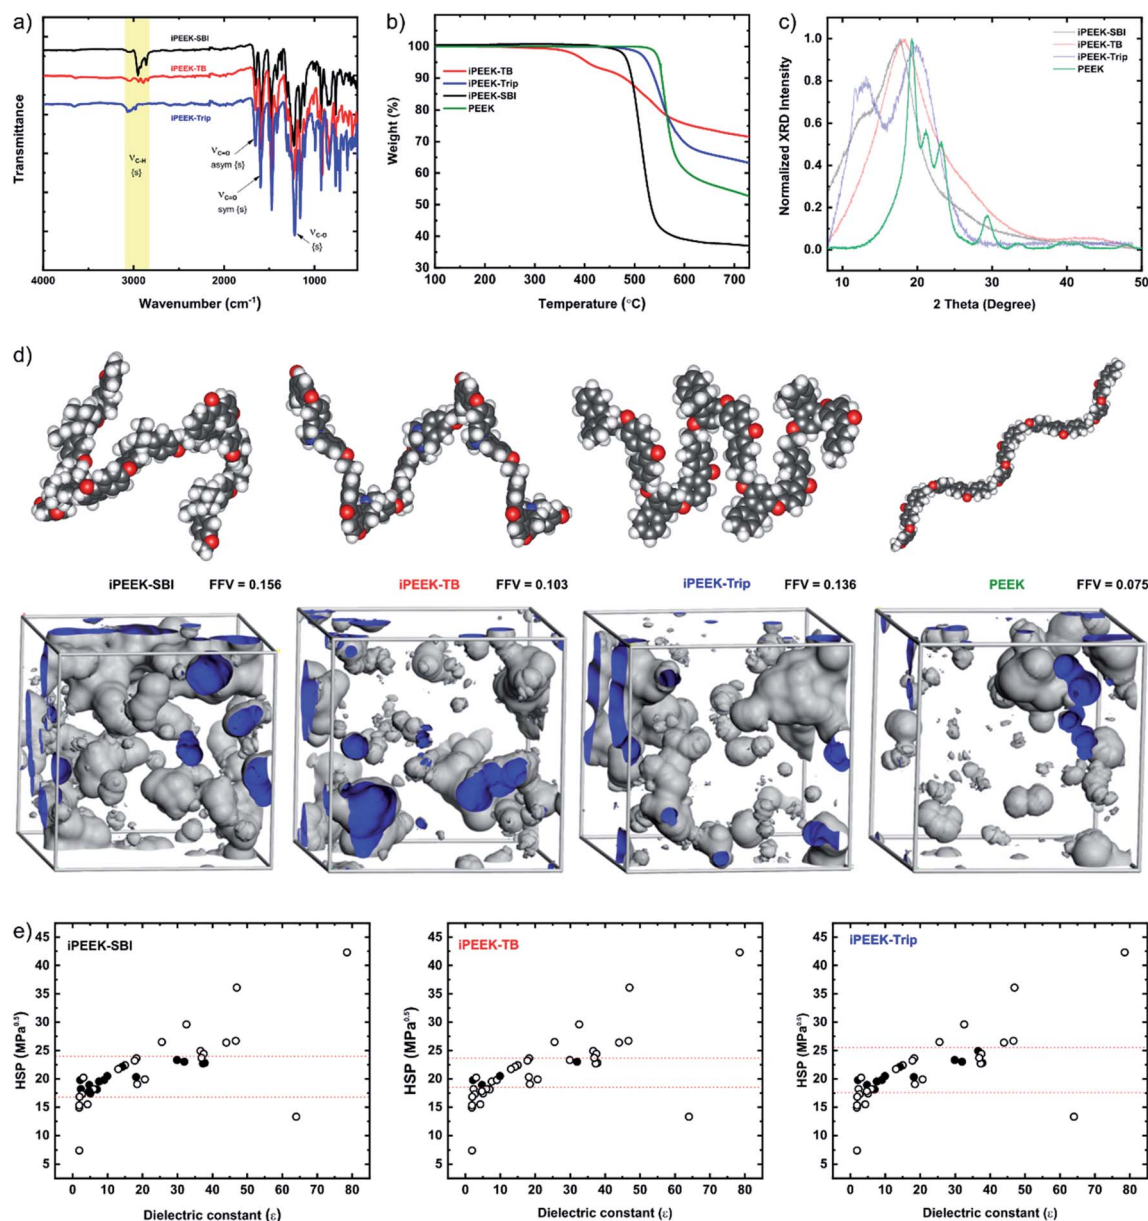 a)
iPEEK-SBI
iPEEK-TB
iPEEK-Trip
νC-H
{s}
νC=O
asym {s}
νC=O
sym {s}
νC-O
{s}
Transmittance
4000 3000 2000 1000
Wavenumber (cm⁻¹)
b)
100
90
80
70
60
50
40
30
iPEEK-TB
iPEEK-Trip
iPEEK-SBI
PEEK
Weight (%)
100 200 300 400 500 600 700
Temperature (°C)
c)
1.0
0.8
0.6
0.4
0.2
0.0
iPEEK-SBI
iPEEK-TB
iPEEK-Trip
PEEK
Normalized XRD Intensity
10 20 30 40 50
2 Theta (Degree)
d)
iPEEK-SBI FFV = 0.156
iPEEK-TB FFV = 0.103
iPEEK-Trip FFV = 0.136
PEEK FFV = 0.075
e)
iPEEK-SBI
45
40
35
30
25
20
15
10
5
HSP (MPa⁰·⁵)
0 10 20 30 40 50 60 70 80
Dielectric constant (ε)
iPEEK-TB
45
40
35
30
25
20
15
10
5
HSP (MPa⁰·⁵)
0 10 20 30 40 50 60 70 80
Dielectric constant (ε)
iPEEK-Trip
45
40
35
30
25
20
15
10
5
HSP (MPa⁰·⁵)
0 10 20 30 40 50 60 70 80
Dielectric constant (ε)